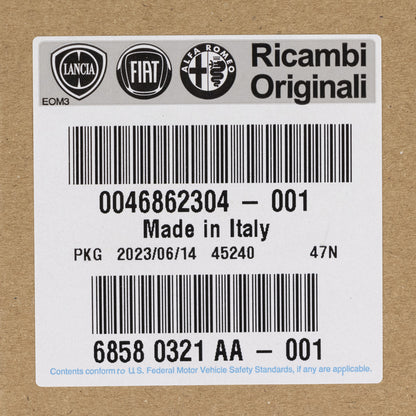 LANCIA FIAT ALFA ROMEO Ricambi
Originali
EOM3
0046862304 - 001
Made in Italy
PKG 2023/06/14 45240 47N
6858 0321 AA - 001
Contents conform to U.S. Federal Motor Vehicle Safety Standards, if any are applicable.